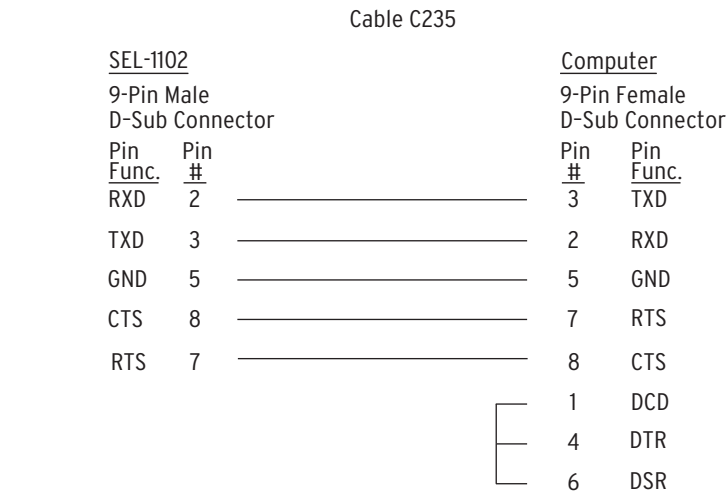 Cable C235
SEL-1102 Computer
9-Pin Male 9-Pin Female
D-Sub Connector D-Sub Connector
Pin Pin Pin Pin
Func. # # Func.
RXD 2 3 TXD
TXD 3 2 RXD
GND 5 5 GND
CTS 8 7 RTS
RTS 7 8 CTS
1 DCD
4 DTR
6 DSR